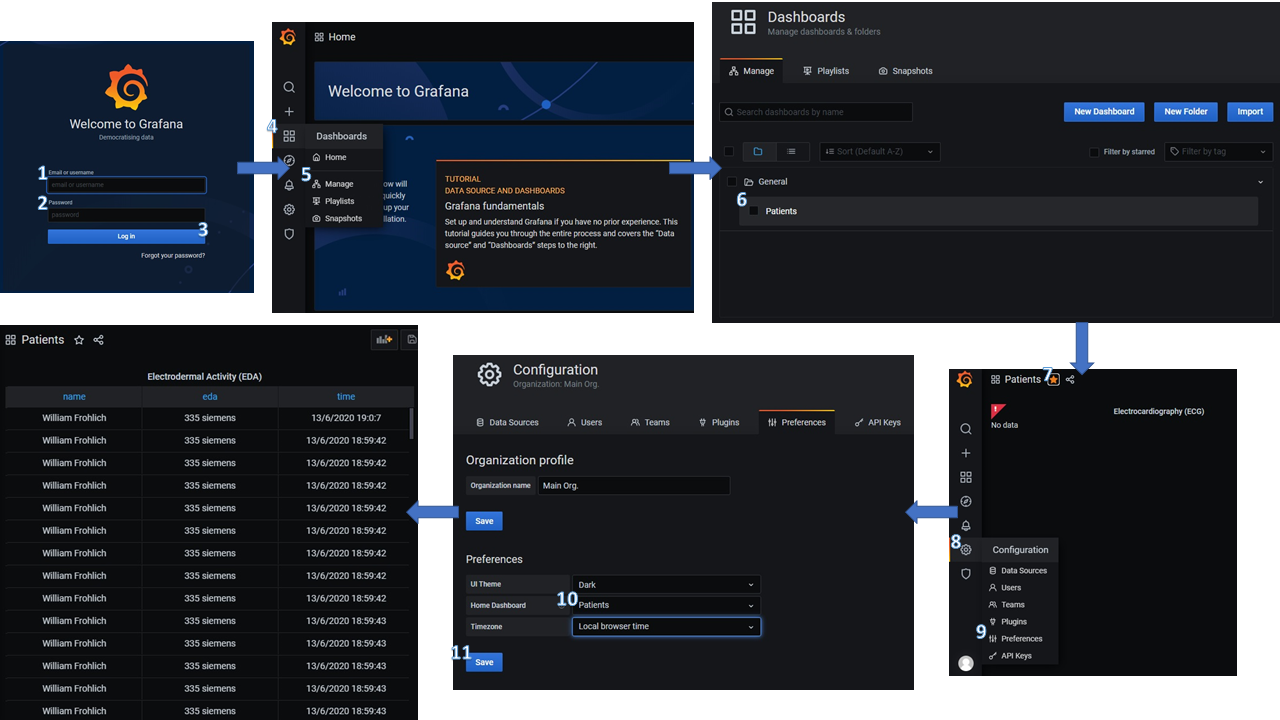 Welcome to Grafana
Democratising data
1
Email or username
email or username
2
Password
password
Log in
3
Forgot your password?
Home
Welcome to Grafana
4
Dashboards
Home
5
Manage
Playlists
Snapshots
ow will
quickly
up your
llation.
TUTORIAL
DATA SOURCE AND DASHBOARDS
Grafana fundamentals
Set up and understand Grafana if you have no prior experience. This
tutorial guides you through the entire process and covers the "Data
source" and "Dashboards" steps to the right.
Dashboards
Manage dashboards & folders
Manage Playlists Snapshots
Search dashboards by name New Dashboard New Folder Import
Sort (Default A-Z) Filter by starred Filter by tag
General
6
Patients
Patients 7
Electrocardiography (ECG)
No data
8
Configuration
Data Sources
Users
Teams
Plugins
9
Preferences
API Keys
Configuration
Organization: Main Org.
Data Sources Users Teams Plugins Preferences API Keys
Organization profile
Organization name Main Org.
Save
Preferences
UI Theme Dark
Home Dashboard 10 Patients
Timezone Local browser time
11 Save
Patients
Electrodermal Activity (EDA)
name eda time
William Frohlich 335 siemens 13/6/2020 19:0:7
William Frohlich 335 siemens 13/6/2020 18:59:42
William Frohlich 335 siemens 13/6/2020 18:59:42
William Frohlich 335 siemens 13/6/2020 18:59:42
William Frohlich 335 siemens 13/6/2020 18:59:42
William Frohlich 335 siemens 13/6/2020 18:59:42
William Frohlich 335 siemens 13/6/2020 18:59:42
William Frohlich 335 siemens 13/6/2020 18:59:42
William Frohlich 335 siemens 13/6/2020 18:59:42
William Frohlich 335 siemens 13/6/2020 18:59:42
William Frohlich 335 siemens 13/6/2020 18:59:43
William Frohlich 335 siemens 13/6/2020 18:59:43
William Frohlich 335 siemens 13/6/2020 18:59:43
William Frohlich 335 siemens 13/6/2020 18:59:43